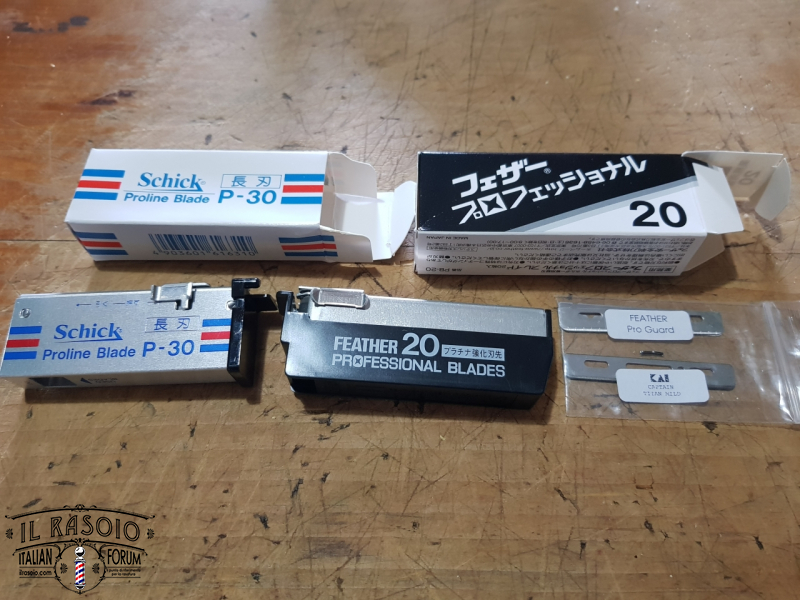 Schick
長刃
Proline Blade P-30
フェザー®
プロフェッショナル
20
Schick
長刃
Proline Blade P-30
FEATHER 20 プラチナ強化刃先
PROFESSIONAL BLADES
FEATHER
Pro Guard
KAI
CAPTAIN
TITAN MILD
IL RASOIO
ITALIAN FORUM
ilrasoio.com